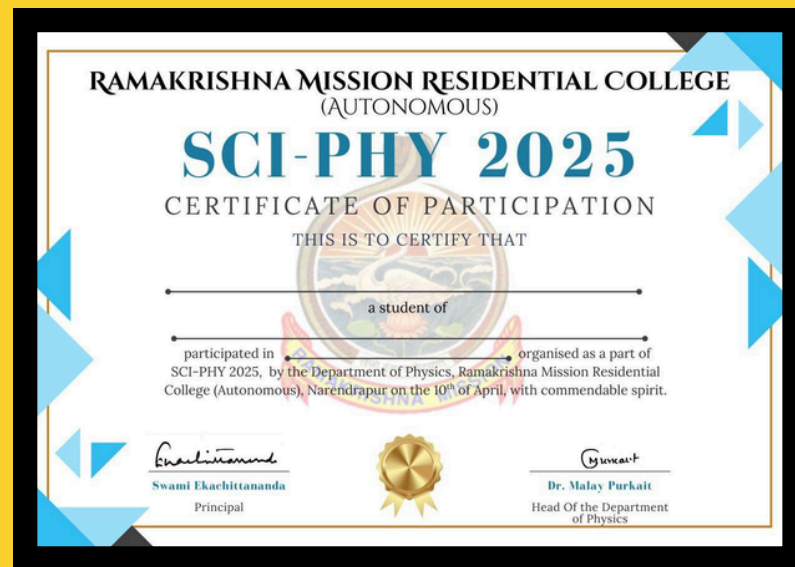 RAMAKRISHNA MISSION RESIDENTIAL COLLEGE
(AUTONOMOUS)
SCI-PHY 2025
CERTIFICATE OF PARTICIPATION
THIS IS TO CERTIFY THAT
a student of
participated in organised as a part of
SCI-PHY 2025, by the Department of Physics, Ramakrishna Mission Residential
College (Autonomous), Narendrapur on the 10th of April, with commendable spirit.
RAMAKRISHNA MISSION
Swami Ekachittananda
Principal
Dr. Malay Purkait
Head Of the Department
of Physics